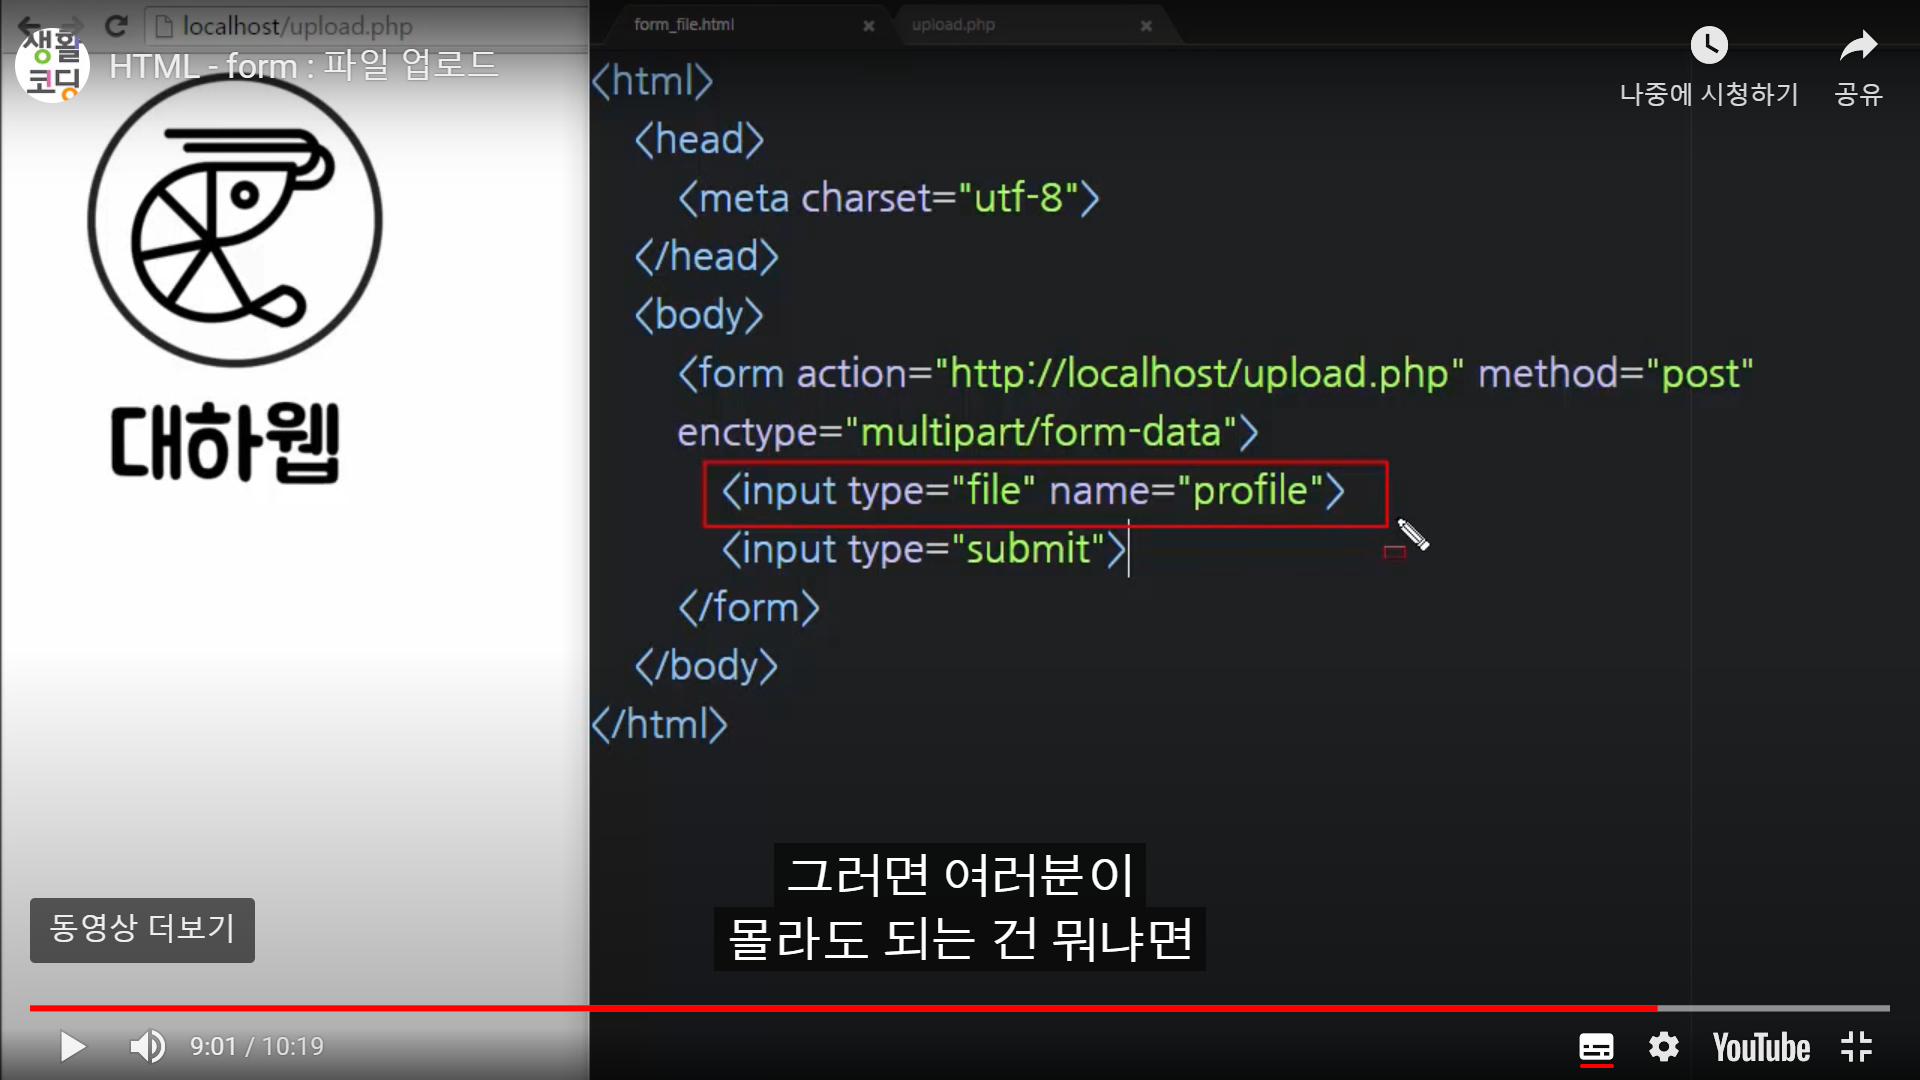 localhost/upload.php
form_file.html
upload.php
생활
코딩
HTML - form : 파일 업로드
나중에 시청하기
공유
대하웹
<html>
<head>
<meta charset="utf-8">
</head>
<body>
<form action="http://localhost/upload.php" method="post"
enctype="multipart/form-data">
<input type="file" name="profile">
<input type="submit">
</form>
</body>
</html>
그러면 여러분이
몰라도 되는 건 뭐냐면
동영상 더보기
9:01 / 10:19
YouTube